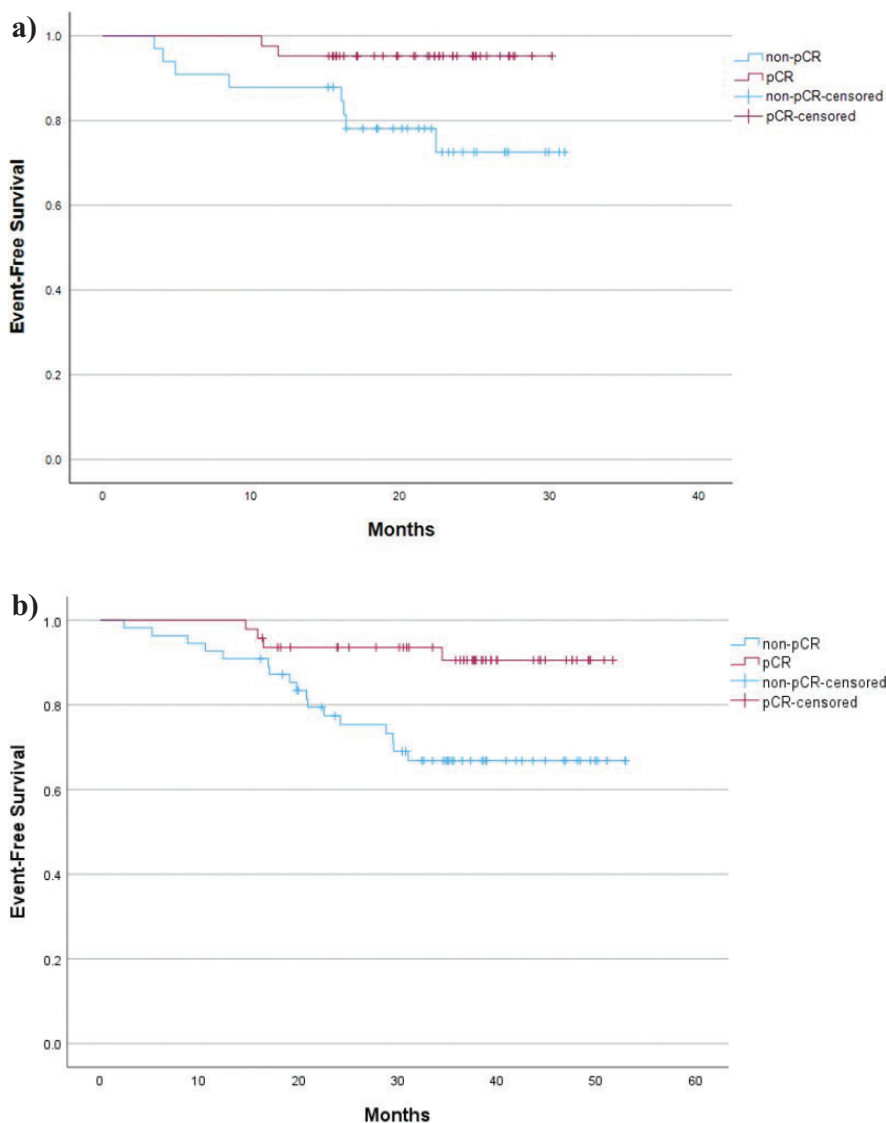 a)
1.0
0.8
0.6
0.4
0.2
0.0
Event-Free Survival
0 10 20 30 40
Months
non-pCR
pCR
non-pCR-censored
pCR-censored
b)
1.0
0.8
0.6
0.4
0.2
0.0
Event-Free Survival
0 10 20 30 40 50 60
Months
non-pCR
pCR
non-pCR-censored
pCR-censored